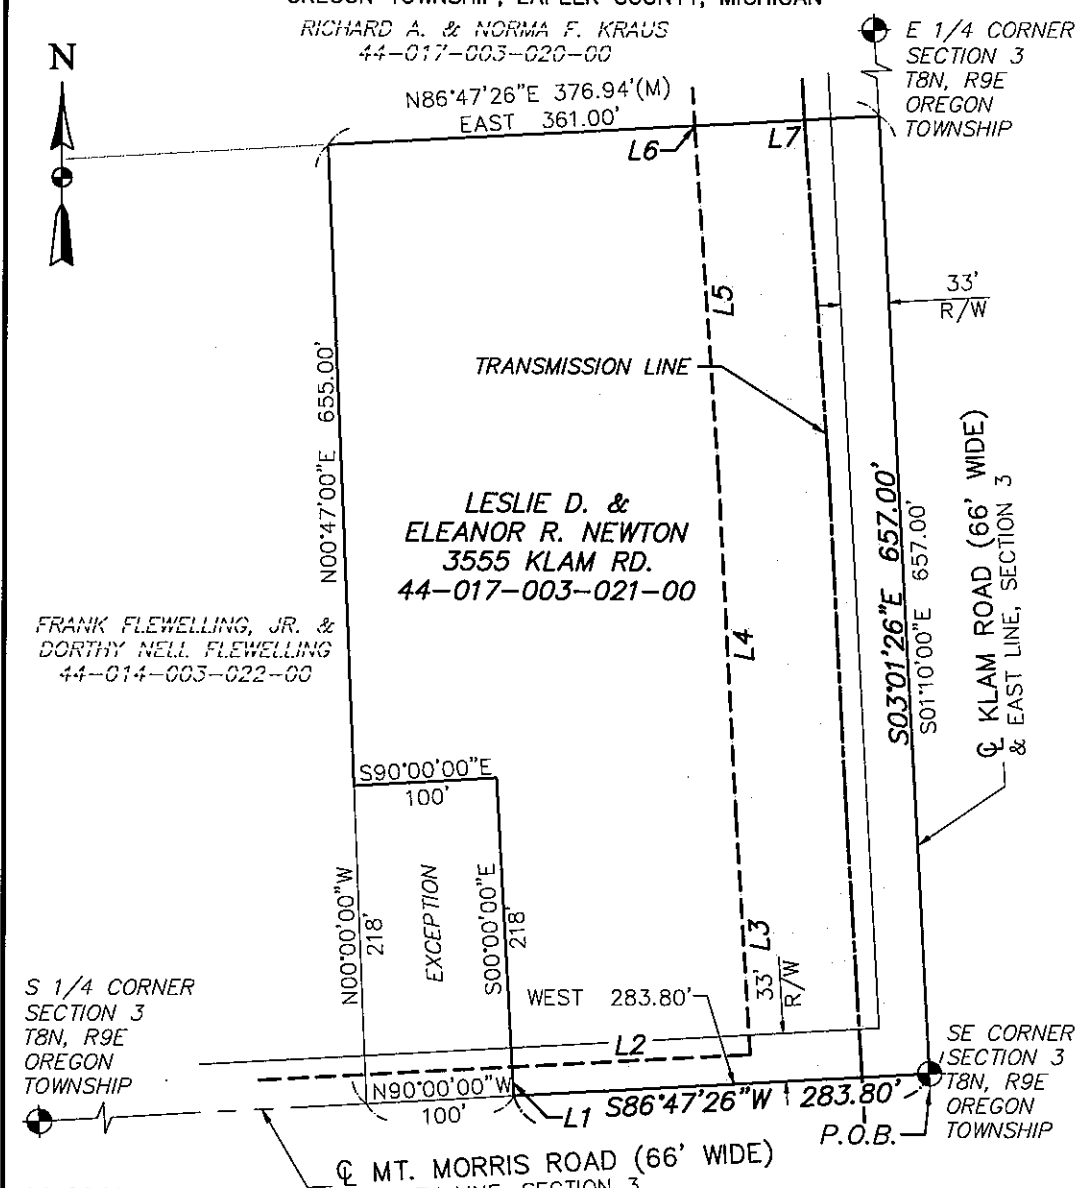 OREGON TOWNSHIP, LAPEER COUNTY, MICHIGAN
RICHARD A. & NORMA F. KRAUS
44-017-003-020-00
E 1/4 CORNER
SECTION 3
T8N, R9E
OREGON
TOWNSHIP
N
N86°47'26"E 376.94'(M)
EAST 361.00'
L6
L7
33'
R/W
L5
TRANSMISSION LINE
N00°47'00"E 655.00'
LESLIE D. &
ELEANOR R. NEWTON
3555 KLAM RD.
44-017-003-021-00
S03°01'26"E 657.00'
S01°10'00"E 657.00'
℄ KLAM ROAD (66' WIDE)
& EAST LINE, SECTION 3
FRANK FLEWELLING, JR. &
DORTHY NELL FLEWELLING
44-014-003-022-00
L4
S90°00'00"E
100'
N00°00'00"W
218'
EXCEPTION
S00°00'00"E
218'
L3
33'
R/W
WEST 283.80'
S 1/4 CORNER
SECTION 3
T8N, R9E
OREGON
TOWNSHIP
L2
SE CORNER
SECTION 3
T8N, R9E
OREGON
TOWNSHIP
N90°00'00"W
100'
L1
S86°47'26"W 283.80'
P.O.B.
℄ MT. MORRIS ROAD (66' WIDE)
LINE, SECTION 3